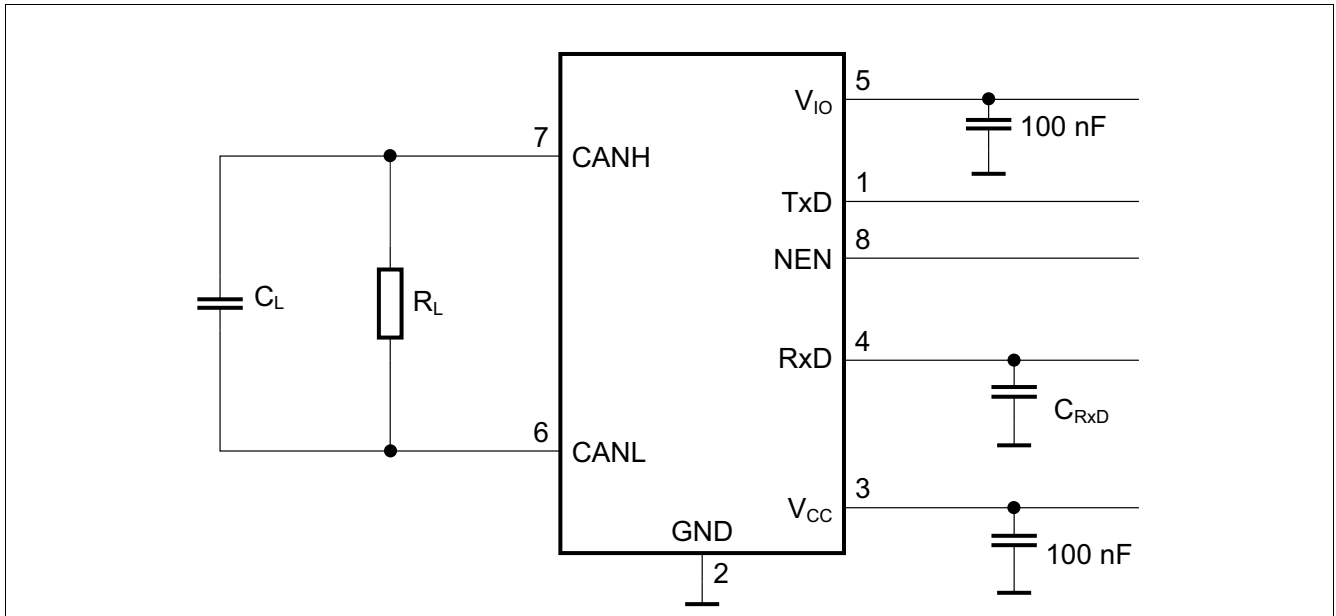 5
V_IO
100 nF
7
CANH
1
TxD
8
NEN
C_L
R_L
4
RxD
C_RxD
6
CANL
3
V_CC
GND
100 nF
2